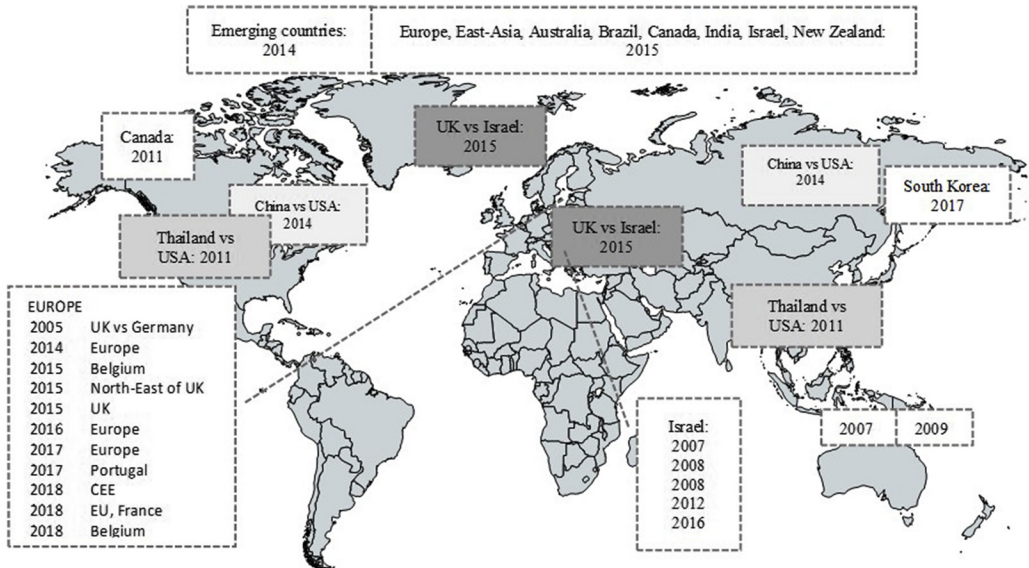 Emerging countries:
2014
Europe, East-Asia, Australia, Brazil, Canada, India, Israel, New Zealand:
2015
Canada:
2011
UK vs Israel:
2015
China vs USA:
2014
South Korea:
2017
China vs USA:
2014
Thailand vs
USA: 2011
UK vs Israel:
2015
Thailand vs
USA: 2011
EUROPE
2005 UK vs Germany
2014 Europe
2015 Belgium
2015 North-East of UK
2015 UK
2016 Europe
2017 Europe
2017 Portugal
2018 CEE
2018 EU, France
2018 Belgium
Israel:
2007
2008
2008
2012
2016
2007 2009